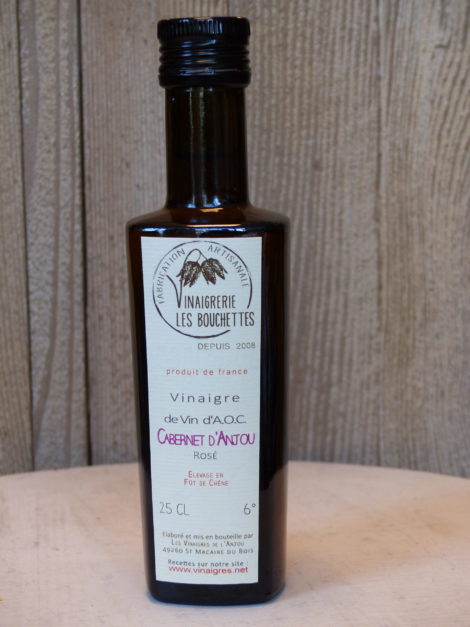 FABRICATION ARTISANALE
VINAIGRERIE
LES BOUCHETTES
DEPUIS 2008
produit de france
Vinaigre
de Vin d'A.O.C.
CABERNET D'ANJOU
ROSÉ
ELEVAGE EN
FÛT DE CHÊNE
25 CL 6°
Elaboré et mis en bouteille par
LES VINAIGRES DE L'ANJOU
49260 ST MACAIRE DU BOIS
Recettes sur notre site :
www.vinaigres.net